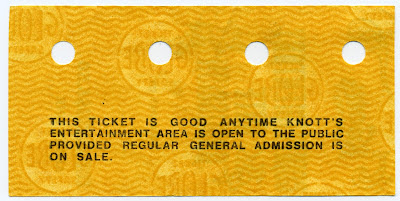 THIS TICKET IS GOOD ANYTIME KNOTT'S
ENTERTAINMENT AREA IS OPEN TO THE PUBLIC
PROVIDED REGULAR GENERAL ADMISSION IS
ON SALE.